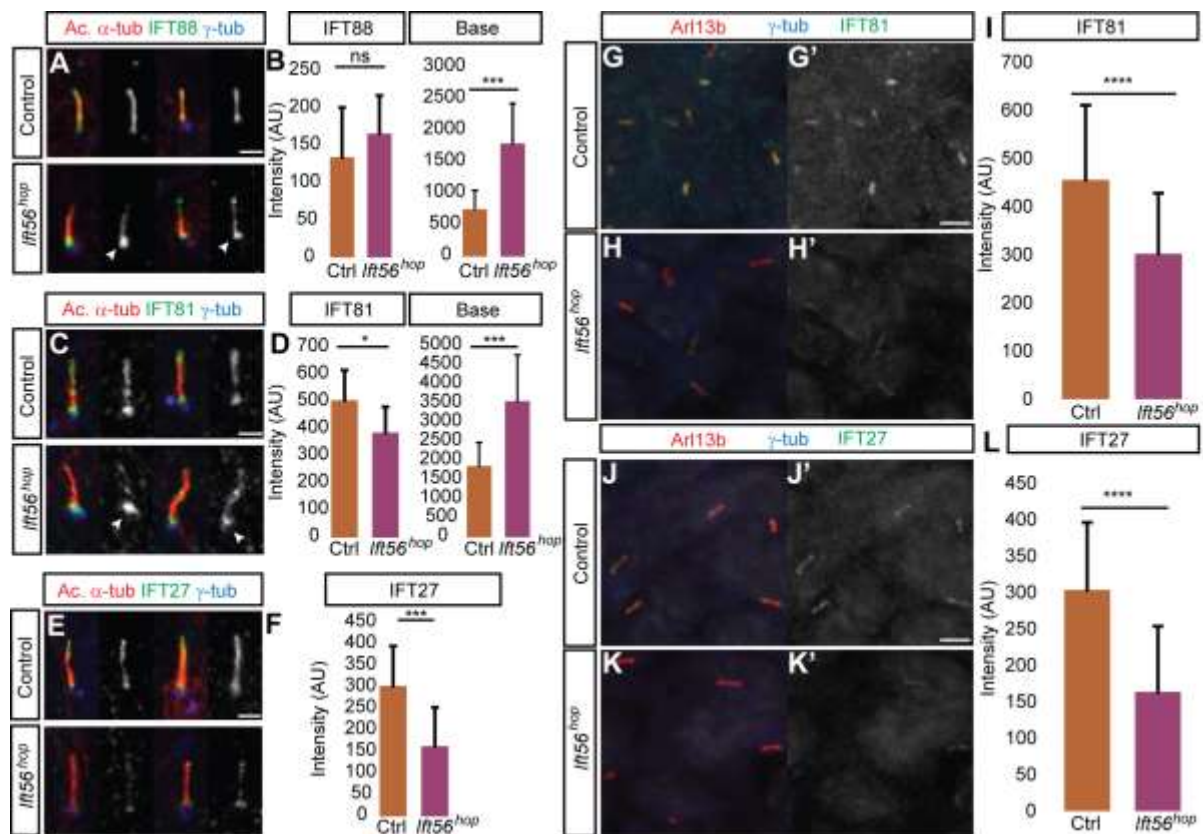 Ac. α-tub IFT88 γ-tub
A
Control
Ift56hop
B
IFT88
Base
Intensity (AU)
250
200
150
100
50
0
ns
Ctrl Ift56hop
3000
2500
2000
1500
1000
500
0
***
Ctrl Ift56hop
Ac. α-tub IFT81 γ-tub
C
Control
Ift56hop
D
IFT81
Base
Intensity (AU)
700
600
500
400
300
200
100
0
*
Ctrl Ift56hop
5000
4500
4000
3500
3000
2500
2000
1500
1000
500
0
***
Ctrl Ift56hop
Ac. α-tub IFT27 γ-tub
E
Control
Ift56hop
F
IFT27
Intensity (AU)
450
400
350
300
250
200
150
100
50
0
***
Ctrl Ift56hop
Arl13b γ-tub IFT81
G
G'
Control
H
H'
Ift56hop
I
IFT81
Intensity (AU)
700
600
500
400
300
200
100
0
****
Ctrl Ift56hop
Arl13b γ-tub IFT27
J
J'
Control
K
K'
Ift56hop
L
IFT27
Intensity (AU)
450
400
350
300
250
200
150
100
50
0
****
Ctrl Ift56hop